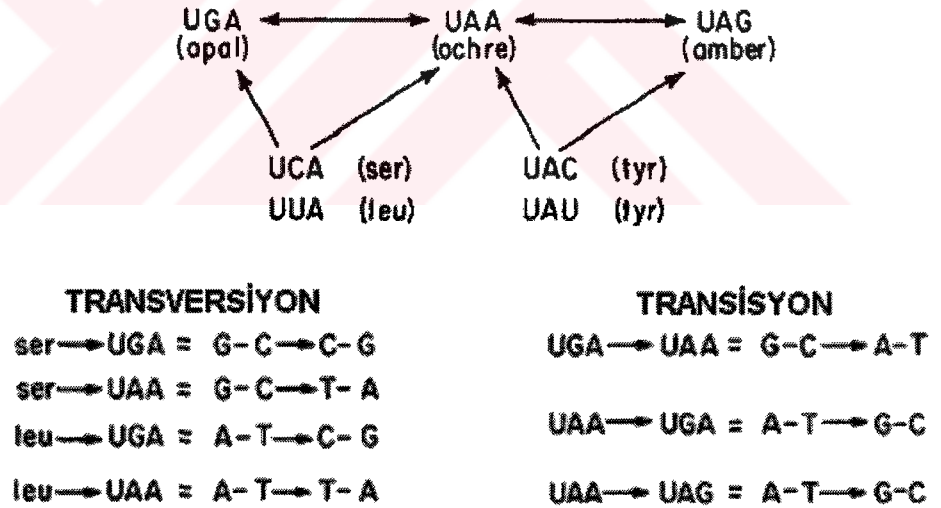 UGA ⟷ UAA ⟷ UAG
(opal) (ochre) (amber)
UCA (ser) UAC (tyr)
UUA (leu) UAU (tyr)
TRANSVERSİYON
ser→UGA = G-C→C-G
ser→UAA = G-C→T-A
leu→UGA = A-T→C-G
leu→UAA = A-T→T-A
TRANSİSYON
UGA→UAA = G-C→A-T
UAA→UGA = A-T→G-C
UAA→UAG = A-T→G-C